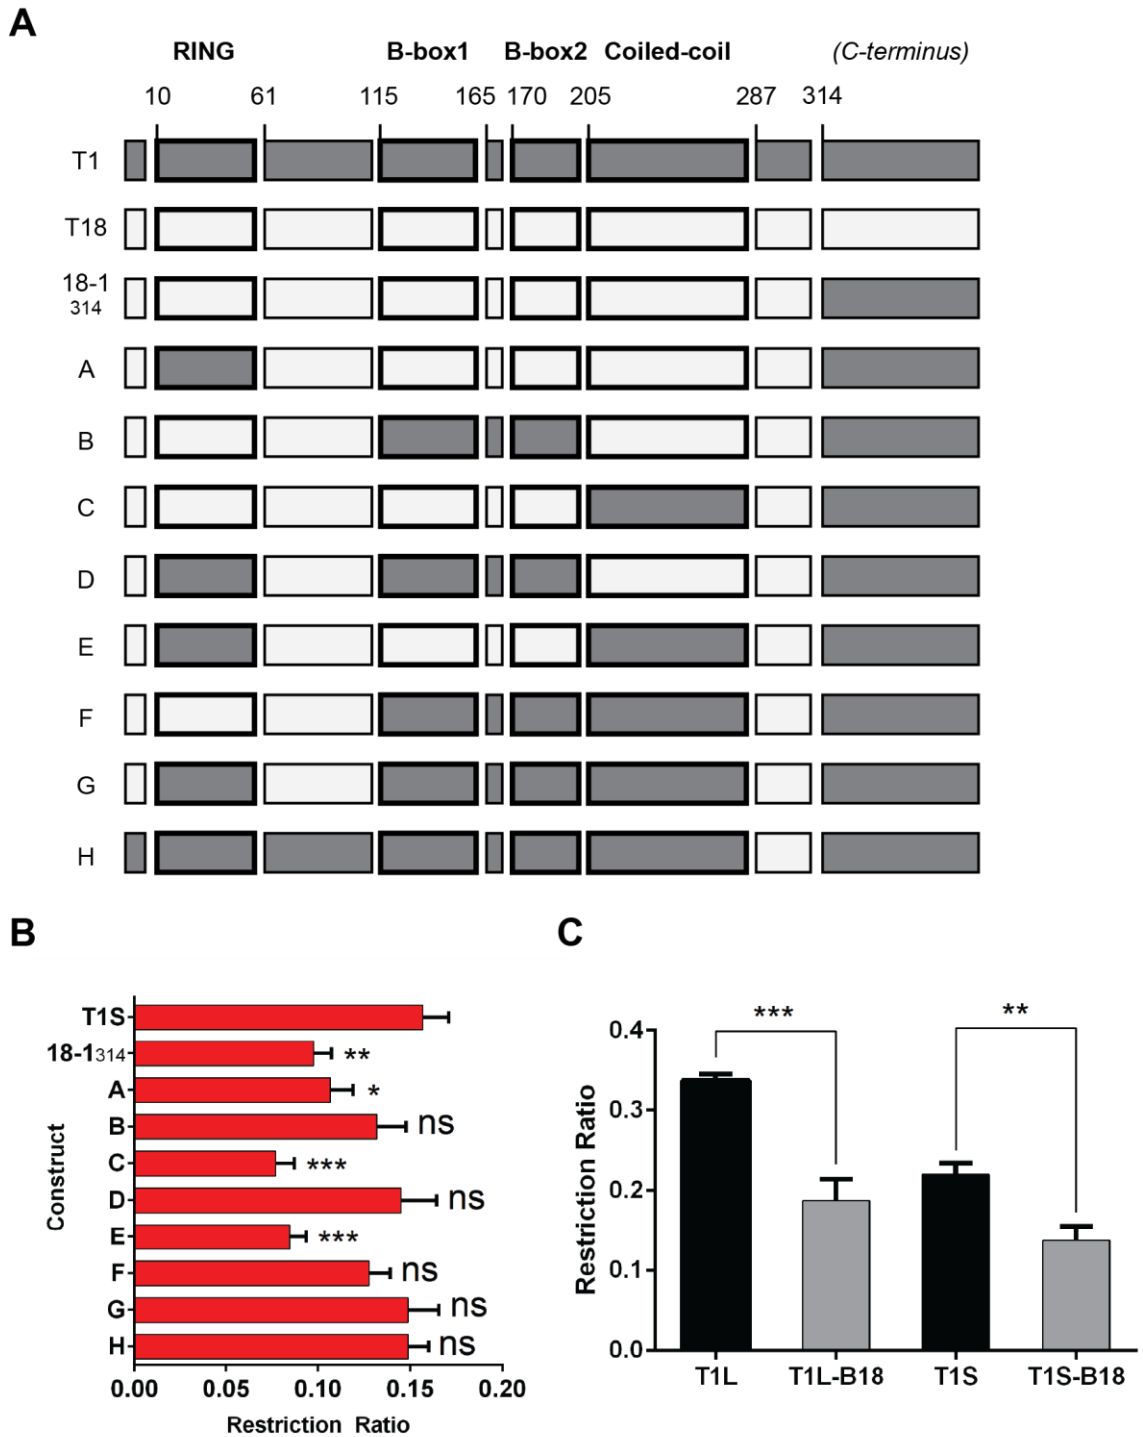 A
RING B-box1 B-box2 Coiled-coil (C-terminus)
10 61 115 165 170 205 287 314
T1
T18
18-1
314
A
B
C
D
E
F
G
H
B
C
Construct
T1S
18-1314 **
A *
B ns
C ***
D ns
E ***
F ns
G ns
H ns
0.00 0.05 0.10 0.15 0.20
Restriction Ratio
Restriction Ratio
*** **
0.4
0.3
0.2
0.1
0.0
T1L T1L-B18 T1S T1S-B18